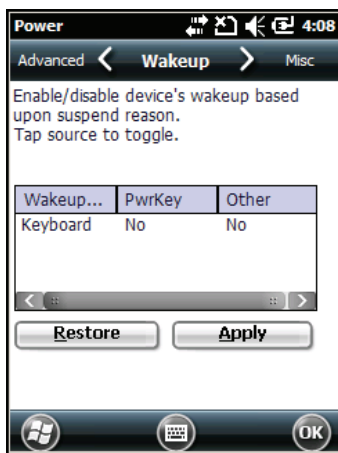 Power 4:08
Advanced Wakeup Misc
Enable/disable device's wakeup based
upon suspend reason.
Tap source to toggle.
Wakeup... PwrKey Other
Keyboard No No
Restore Apply
OK